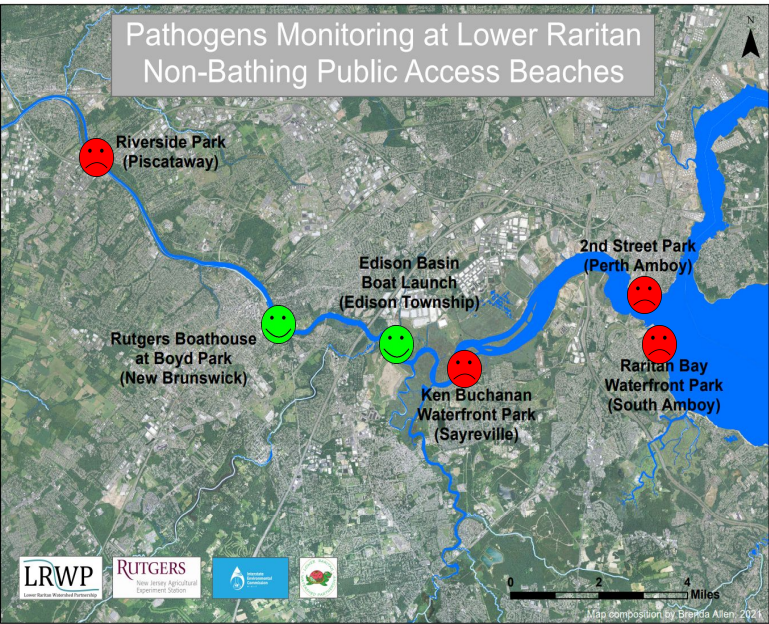 Pathogens Monitoring at Lower Raritan
Non-Bathing Public Access Beaches
N
Riverside Park
(Piscataway)
2nd Street Park
(Perth Amboy)
Edison Basin
Boat Launch
(Edison Township)
Rutgers Boathouse
at Boyd Park
(New Brunswick)
Raritan Bay
Waterfront Park
(South Amboy)
Ken Buchanan
Waterfront Park
(Sayreville)
LRWP
Lower Raritan Watershed Partnership
RUTGERS
New Jersey Agricultural
Experiment Station
Interstate
Environmental
Commission
0 2 4
Miles
Map composition by Brenda Allen, 2021